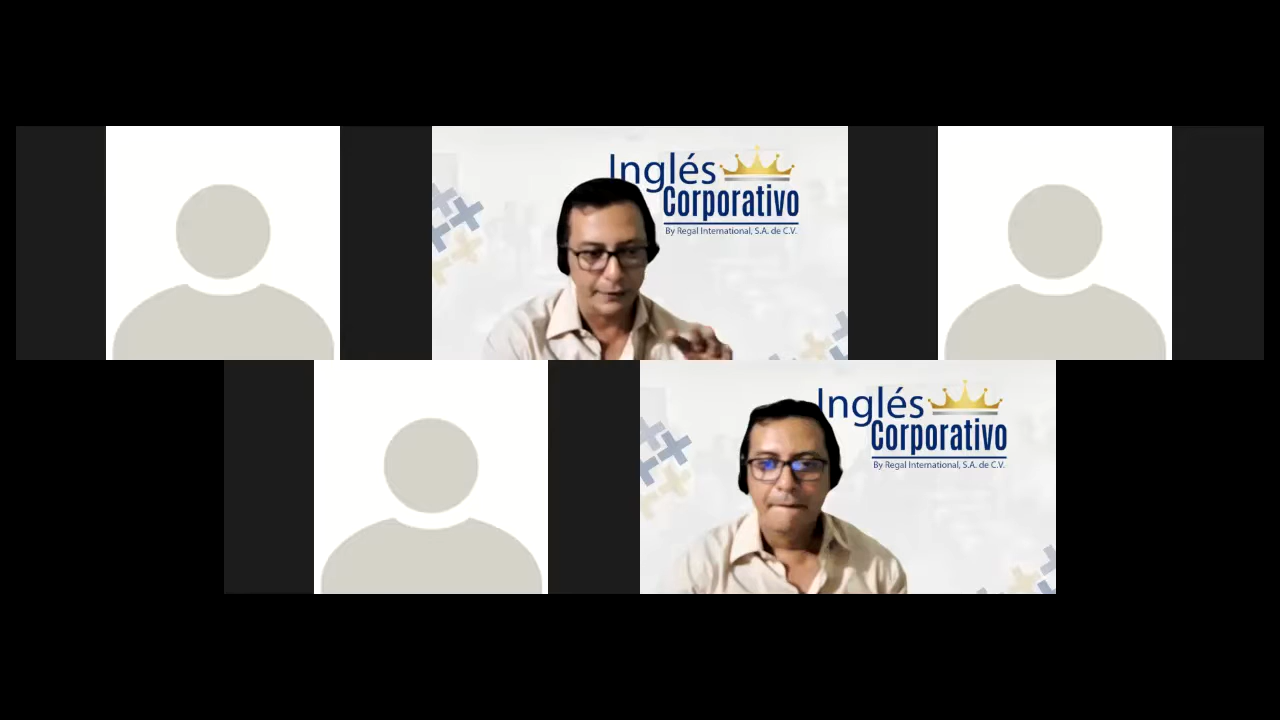 Inglés
Corporativo
By Regal International, S.A. de C.V.
Inglés
Corporativo
By Regal International, S.A. de C.V.